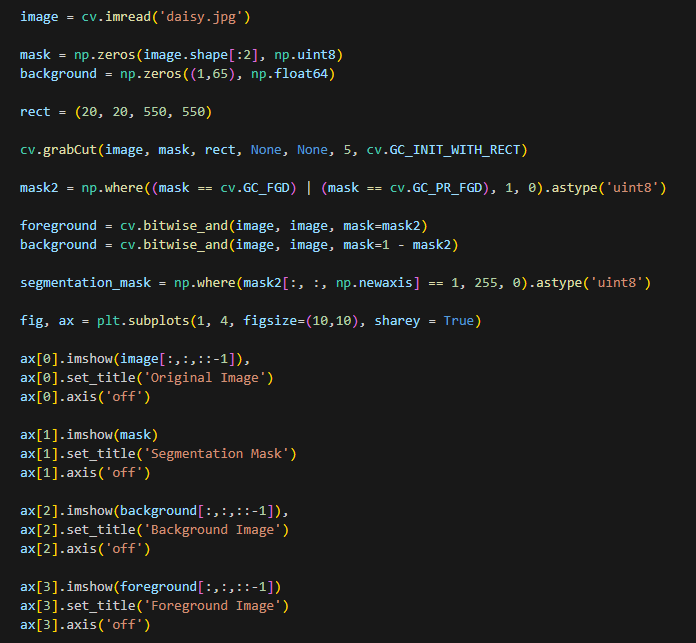 image = cv.imread('daisy.jpg')
mask = np.zeros(image.shape[:2], np.uint8)
background = np.zeros((1,65), np.float64)
rect = (20, 20, 550, 550)
cv.grabCut(image, mask, rect, None, None, 5, cv.GC_INIT_WITH_RECT)
mask2 = np.where((mask == cv.GC_FGD) | (mask == cv.GC_PR_FGD), 1, 0).astype('uint8')
foreground = cv.bitwise_and(image, image, mask=mask2)
background = cv.bitwise_and(image, image, mask=1 - mask2)
segmentation_mask = np.where(mask2[:, :, np.newaxis] == 1, 255, 0).astype('uint8')
fig, ax = plt.subplots(1, 4, figsize=(10,10), sharey = True)
ax[0].imshow(image[:,:,::-1]),
ax[0].set_title('Original Image')
ax[0].axis('off')
ax[1].imshow(mask)
ax[1].set_title('Segmentation Mask')
ax[1].axis('off')
ax[2].imshow(background[:,:,::-1]),
ax[2].set_title('Background Image')
ax[2].axis('off')
ax[3].imshow(foreground[:,:,::-1])
ax[3].set_title('Foreground Image')
ax[3].axis('off')